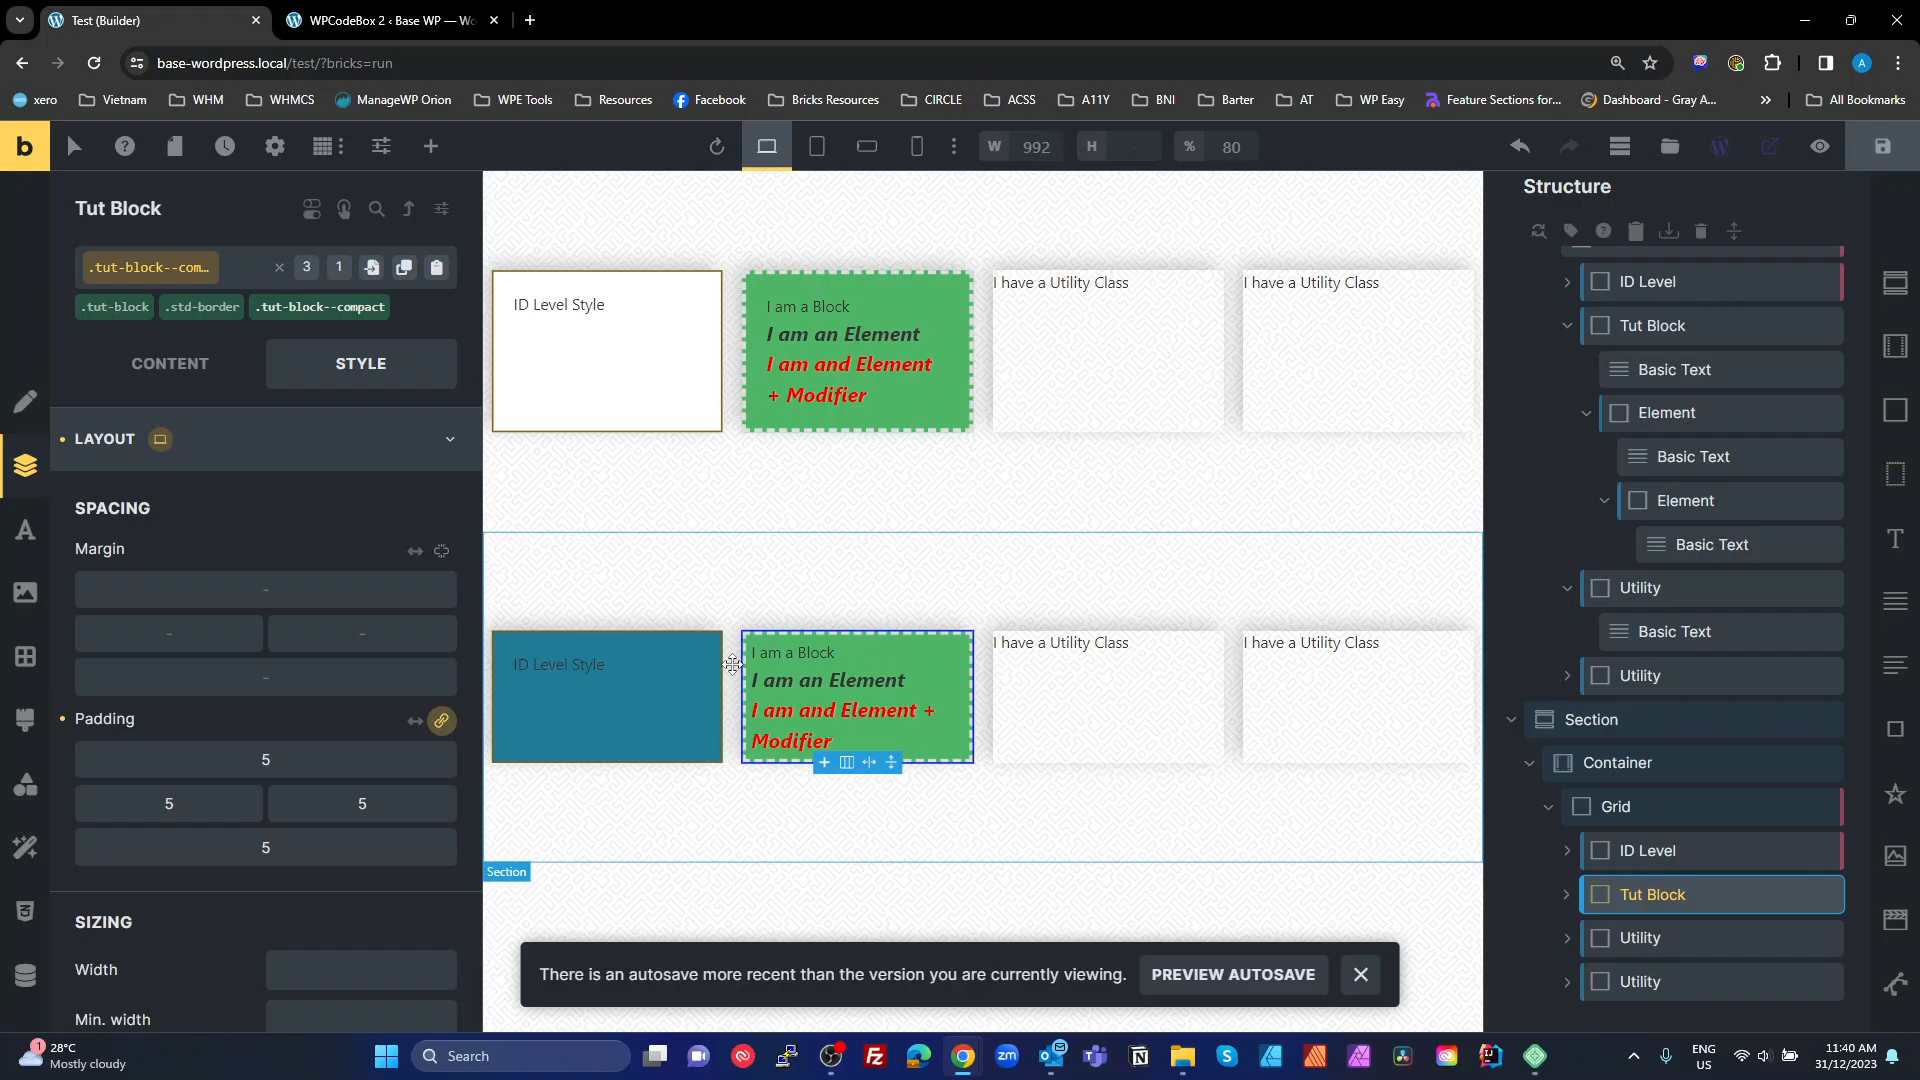 Test (Builder)
WPCodeBox 2 ‹ Base WP — Wo
base-wordpress.local/test/?bricks=run
xero
Vietnam
WHM
WHMCS
ManageWP Orion
WPE Tools
Resources
Facebook
Bricks Resources
CIRCLE
ACSS
A11Y
BNI
Barter
AT
WP Easy
Feature Sections for...
Dashboard - Gray A...
»
All Bookmarks
b
W 992
H
% 80
Tut Block
.tut-block--com…
3
1
.tut-block
.std-border
.tut-block--compact
CONTENT
STYLE
LAYOUT
SPACING
Margin
Padding
5
5
5
5
SIZING
Width
Min. width
ID Level Style
I am a Block
I am an Element
I am and Element
+ Modifier
I have a Utility Class
I have a Utility Class
ID Level Style
I am a Block
I am an Element
I am and Element +
Modifier
I have a Utility Class
I have a Utility Class
Section
There is an autosave more recent than the version you are currently viewing.
PREVIEW AUTOSAVE
Structure
ID Level
Tut Block
Basic Text
Element
Basic Text
Element
Basic Text
Utility
Basic Text
Utility
Section
Container
Grid
ID Level
Tut Block
Utility
Utility
1
28°C
Mostly cloudy
Search
ENG
US
11:40 AM
31/12/2023